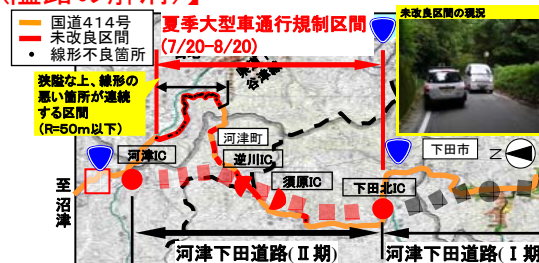 国道414号
未改良区間
線形不良箇所
夏季大型車通行規制区間
(7/20-8/20)
未改良区間の現況
狭隘な上、線形の
悪い箇所が連続
する区間
(R=50m以下)
谷津線
河津IC
河津町
逆川IC
須原IC
下田北IC
下田市
N
至沼津
河津下田道路(Ⅱ期)
河津下田道路(Ⅰ期